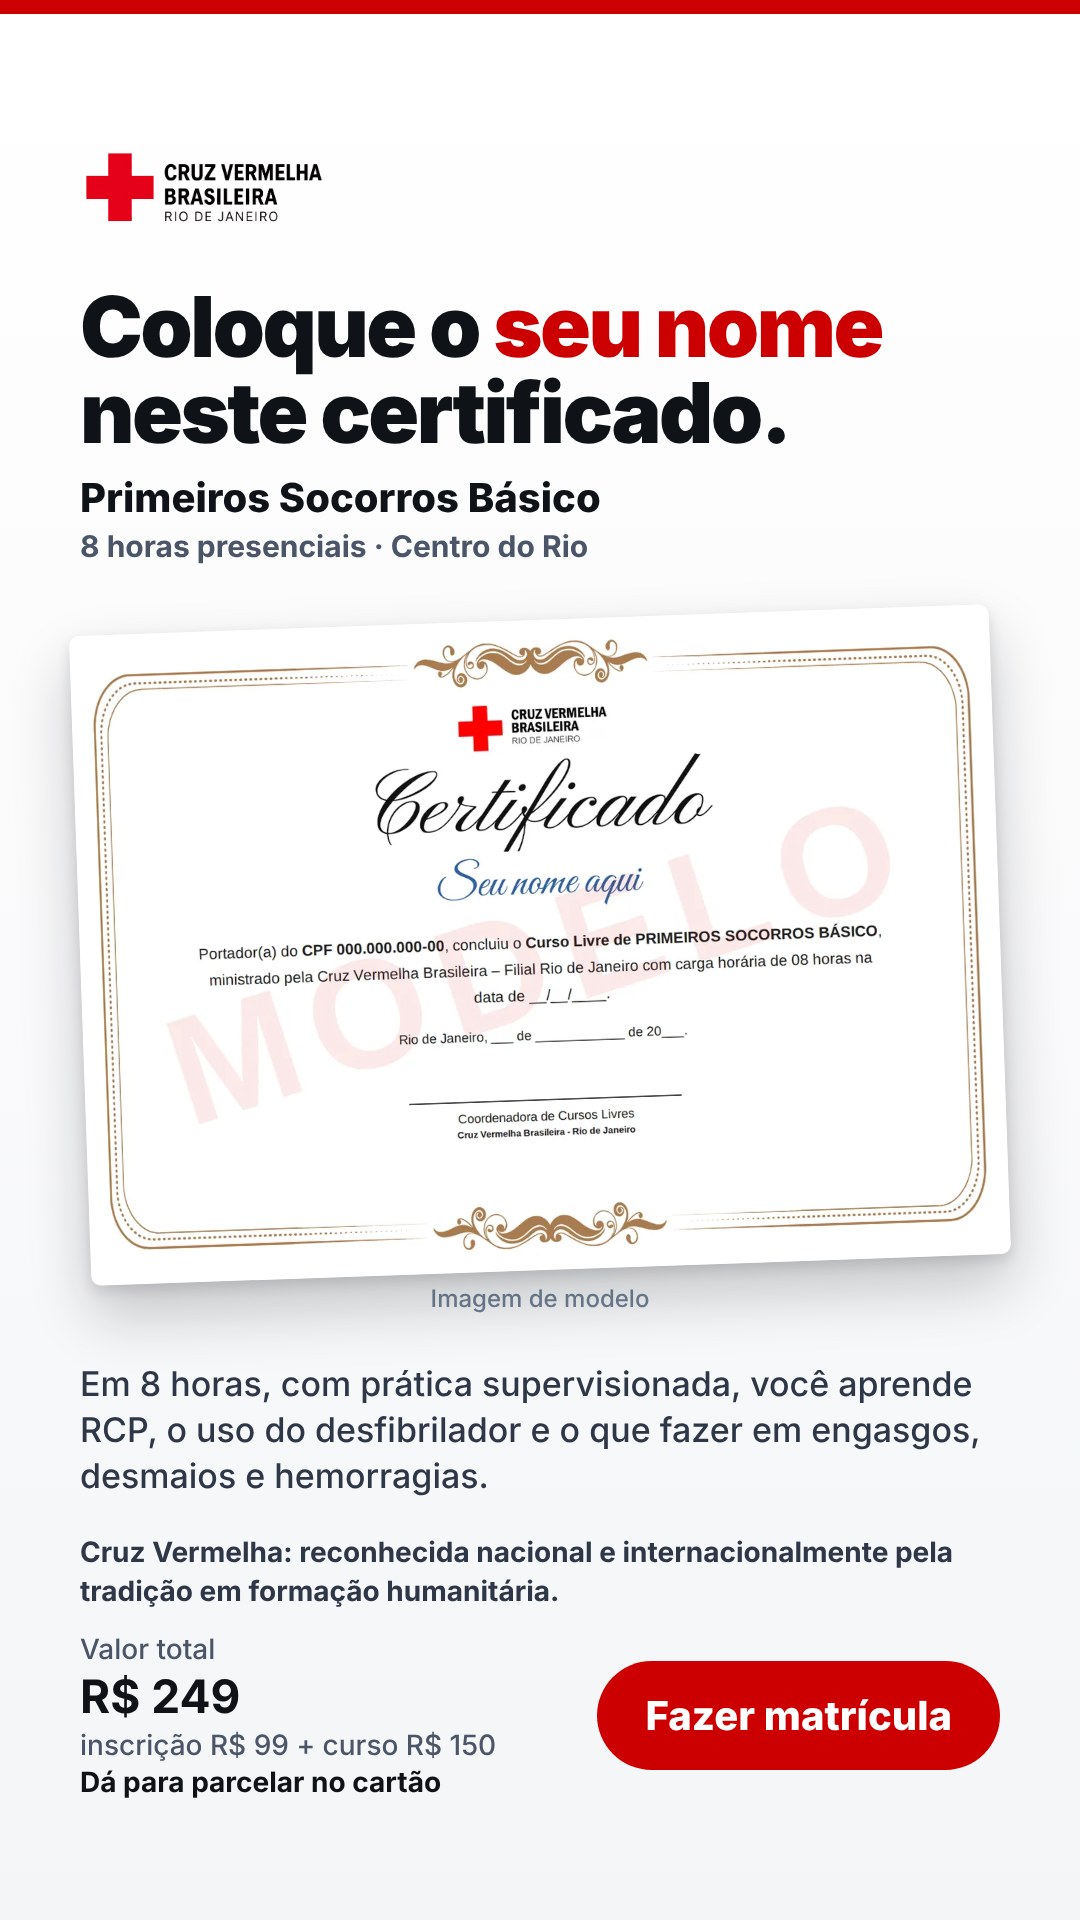 CRUZ VERMELHA
BRASILEIRA
RIO DE JANEIRO
Coloque o seu nome
neste certificado.
Primeiros Socorros Básico
8 horas presenciais · Centro do Rio
CRUZ VERMELHA
BRASILEIRA
RIO DE JANEIRO
Certificado
Seu nome aqui
MODELO
Portador(a) do CPF 000.000.000-00, concluiu o Curso Livre de PRIMEIROS SOCORROS BÁSICO,
ministrado pela Cruz Vermelha Brasileira – Filial Rio de Janeiro com carga horária de 08 horas na
data de __/__/____.
Rio de Janeiro, ___ de ____________ de 20___.
Coordenadora de Cursos Livres
Cruz Vermelha Brasileira - Rio de Janeiro
Imagem de modelo
Em 8 horas, com prática supervisionada, você aprende
RCP, o uso do desfibrilador e o que fazer em engasgos,
desmaios e hemorragias.
Cruz Vermelha: reconhecida nacional e internacionalmente pela
tradição em formação humanitária.
Valor total
R$ 249
inscrição R$ 99 + curso R$ 150
Dá para parcelar no cartão
Fazer matrícula